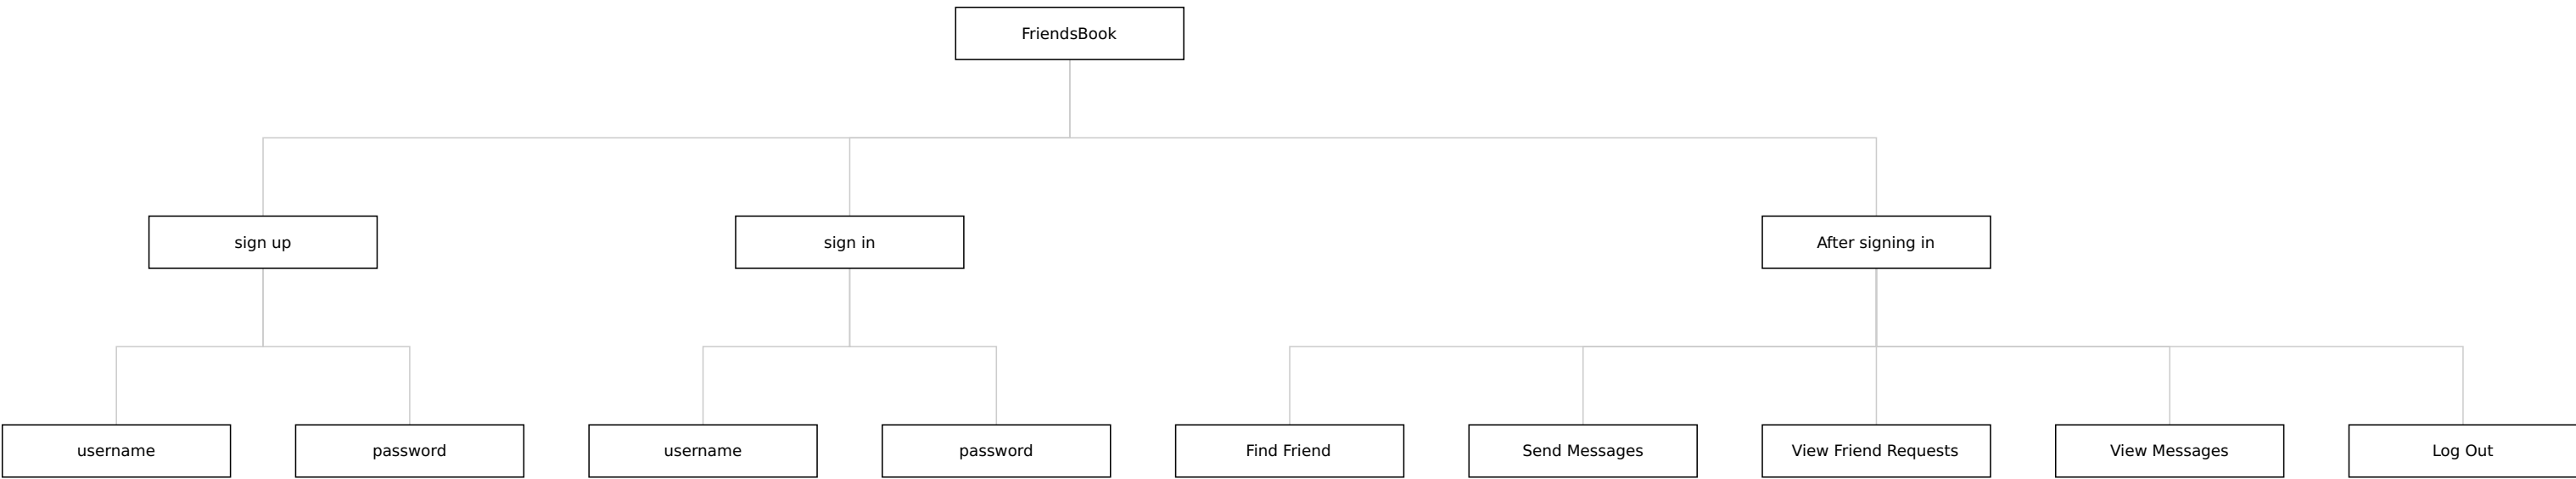 FriendsBook
sign up
sign in
After signing in
username
password
username
password
Find Friend
Send Messages
View Friend Requests
View Messages
Log Out